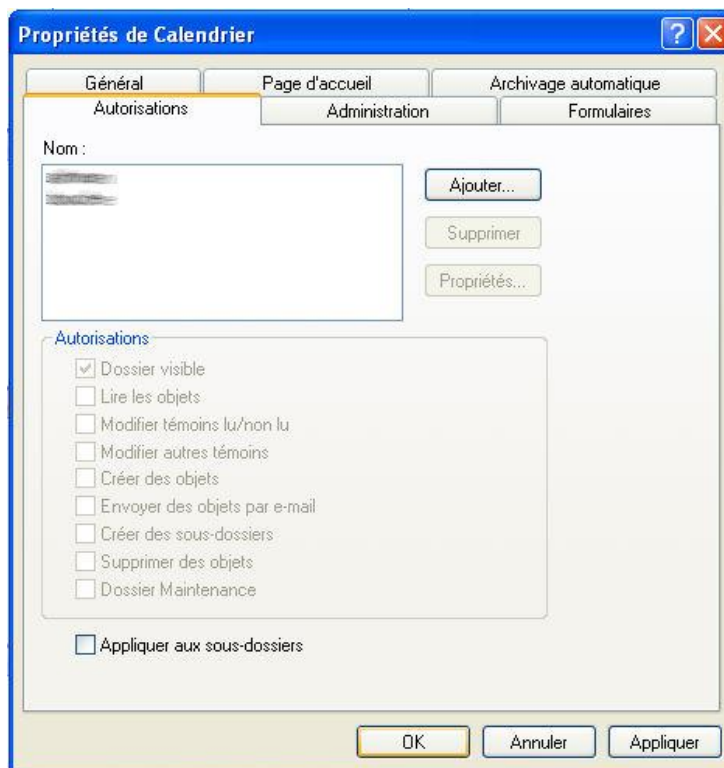 Propriétés de Calendrier
Général Page d'accueil Archivage automatique
Autorisations Administration Formulaires
Nom :
Ajouter...
Supprimer
Propriétés...
Autorisations
Dossier visible
Lire les objets
Modifier témoins lu/non lu
Modifier autres témoins
Créer des objets
Envoyer des objets par e-mail
Créer des sous-dossiers
Supprimer des objets
Dossier Maintenance
Appliquer aux sous-dossiers
OK Annuler Appliquer